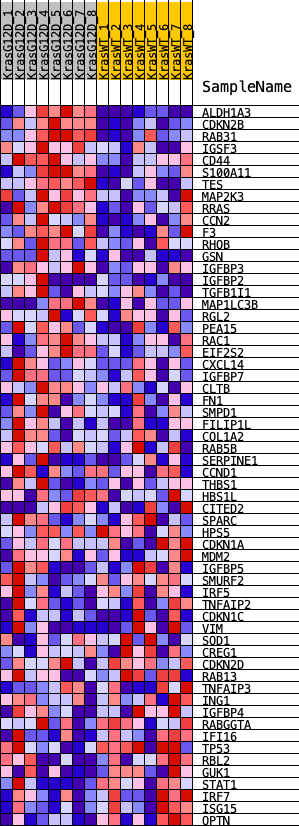 KrasG12D_1
KrasG12D_2
KrasG12D_3
KrasG12D_4
KrasG12D_5
KrasG12D_6
KrasG12D_7
KrasG12D_8
KrasWT_1
KrasWT_2
KrasWT_3
KrasWT_4
KrasWT_5
KrasWT_6
KrasWT_7
KrasWT_8
SampleName
ALDH1A3
CDKN2B
RAB31
IGSF3
CD44
S100A11
TES
MAP2K3
RRAS
CCN2
F3
RHOB
GSN
IGFBP3
IGFBP2
TGFB1I1
MAP1LC3B
RGL2
PEA15
RAC1
EIF2S2
CXCL14
IGFBP7
CLTB
FN1
SMPD1
FILIP1L
COL1A2
RAB5B
SERPINE1
CCND1
THBS1
HBS1L
CITED2
SPARC
HPS5
CDKN1A
MDM2
IGFBP5
SMURF2
IRF5
TNFAIP2
CDKN1C
VIM
SOD1
CREG1
CDKN2D
RAB13
TNFAIP3
ING1
IGFBP4
RABGGTA
IFI16
TP53
RBL2
GUK1
STAT1
IRF7
ISG15
OPTN